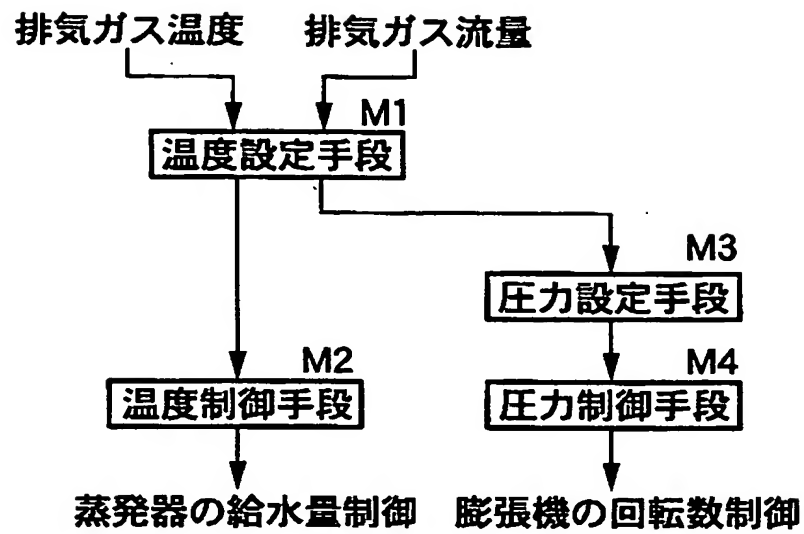 排気ガス温度 排気ガス流量
M1
温度設定手段
M3
圧力設定手段
M2 M4
温度制御手段 圧力制御手段
蒸発器の給水量制御 膨張機の回転数制御